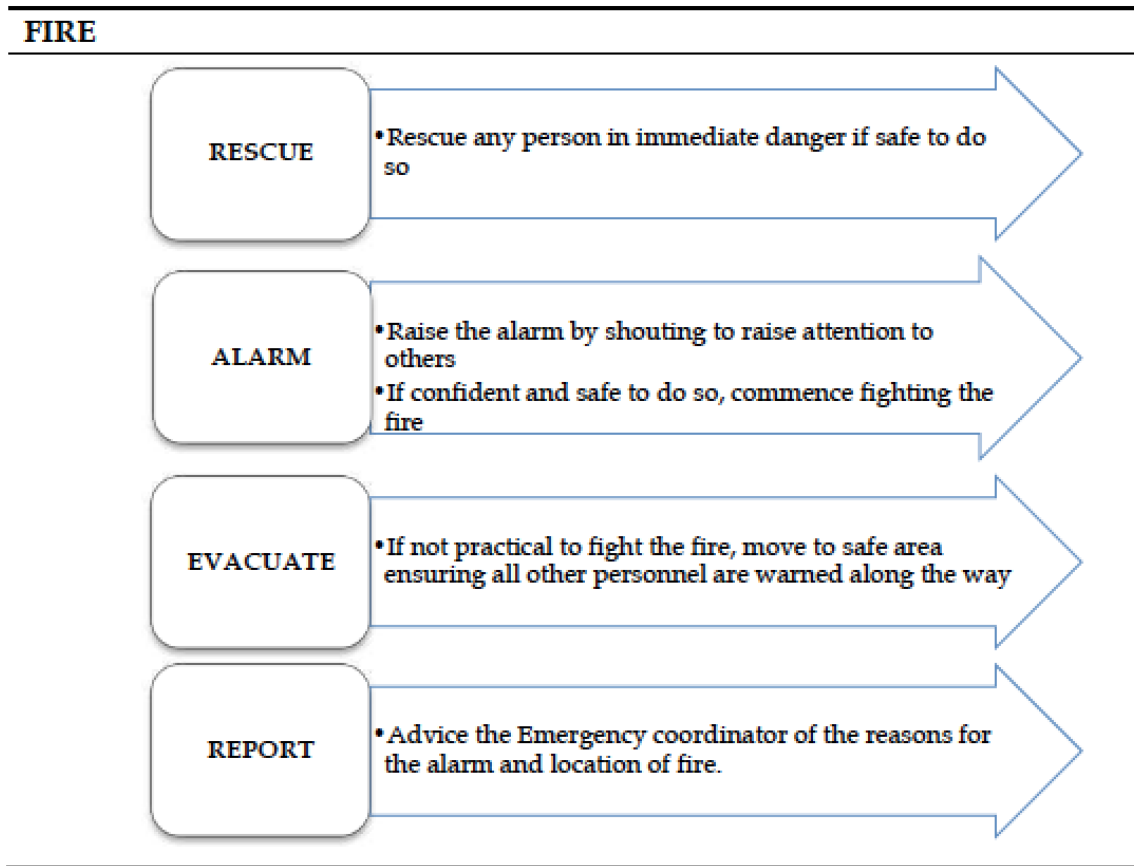 FIRE
RESCUE
•Rescue any person in immediate danger if safe to do
so
ALARM
•Raise the alarm by shouting to raise attention to
others
•If confident and safe to do so, commence fighting the
fire
EVACUATE
•If not practical to fight the fire, move to safe area
ensuring all other personnel are warned along the way
REPORT
•Advice the Emergency coordinator of the reasons for
the alarm and location of fire.